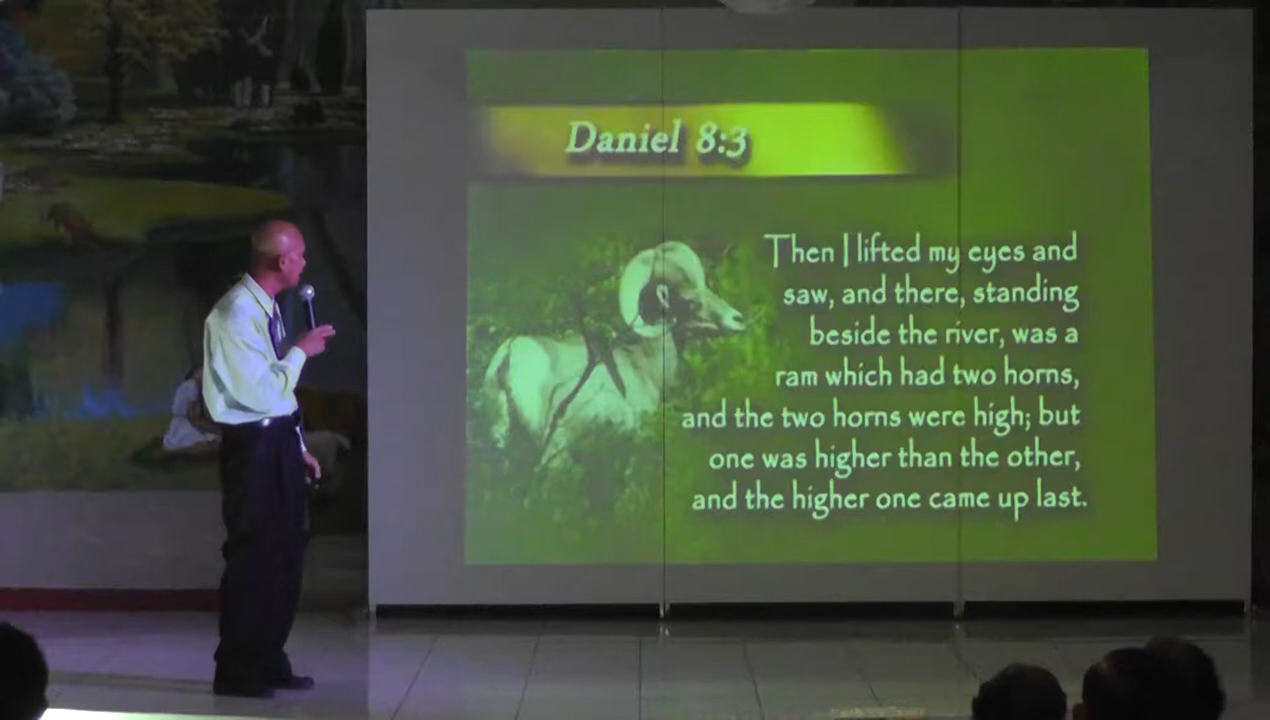 Daniel 8:3
Then I lifted my eyes and
saw, and there, standing
beside the river, was a
ram which had two horns,
and the two horns were high; but
one was higher than the other,
and the higher one came up last.